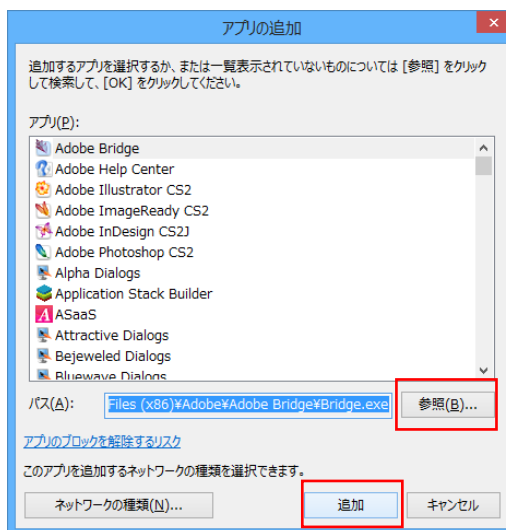 アプリの追加
追加するアプリを選択するか、または一覧表示されていないものについては [参照] をクリック
して検索して、[OK] をクリックしてください。
アプリ(P):
Adobe Bridge
Adobe Help Center
Adobe Illustrator CS2
Adobe ImageReady CS2
Adobe InDesign CS2J
Adobe Photoshop CS2
Alpha Dialogs
Application Stack Builder
ASaaS
Attractive Dialogs
Bejeweled Dialogs
Bluewave Dialogs
パス(A): Files (x86)¥Adobe¥Adobe Bridge¥Bridge.exe 参照(B)...
アプリのブロックを解除するリスク
このアプリを追加するネットワークの種類を選択できます。
ネットワークの種類(N)... 追加 キャンセル